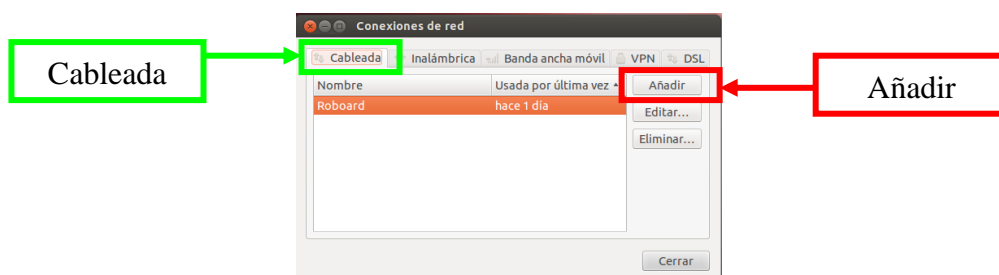 Conexiones de red
Cableada Inalámbrica Banda ancha móvil VPN DSL
Cableada
Nombre Usada por última vez Añadir
Añadir
Roboard hace 1 día
Editar...
Eliminar...
Cerrar